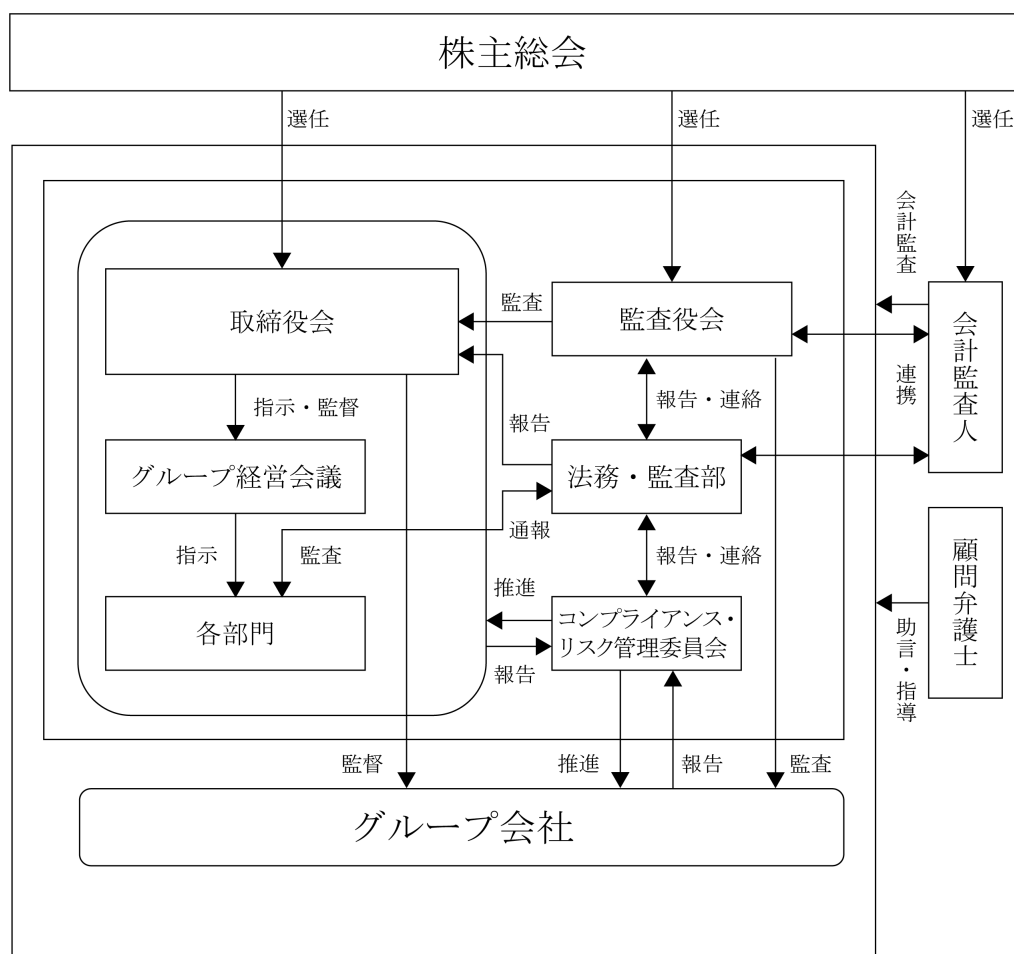 株主総会
選任
選任
選任
会計監査
取締役会
監査
監査役会
会計監査人
連携
指示・監督
報告・連絡
報告
グループ経営会議
法務・監査部
通報
指示
監査
報告・連絡
顧問弁護士
推進
各部門
コンプライアンス・
リスク管理委員会
報告
助言・指導
監督
推進
報告
監査
グループ会社